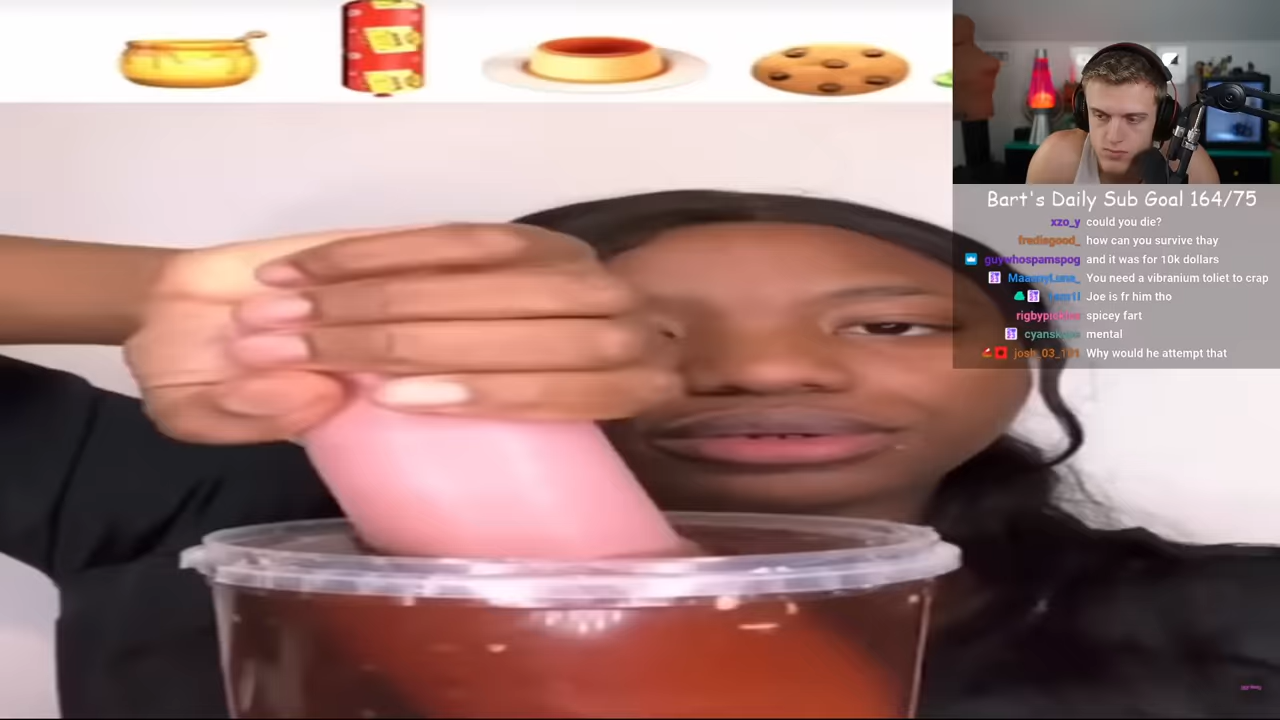 Bart's Daily Sub Goal 164/75
xzo_y could you die?
fredisgood_ how can you survive thay
guywhospamspog and it was for 10k dollars
You need a vibranium toliet to crap
Joe is fr him tho
spicey fart
mental
Why would he attempt that